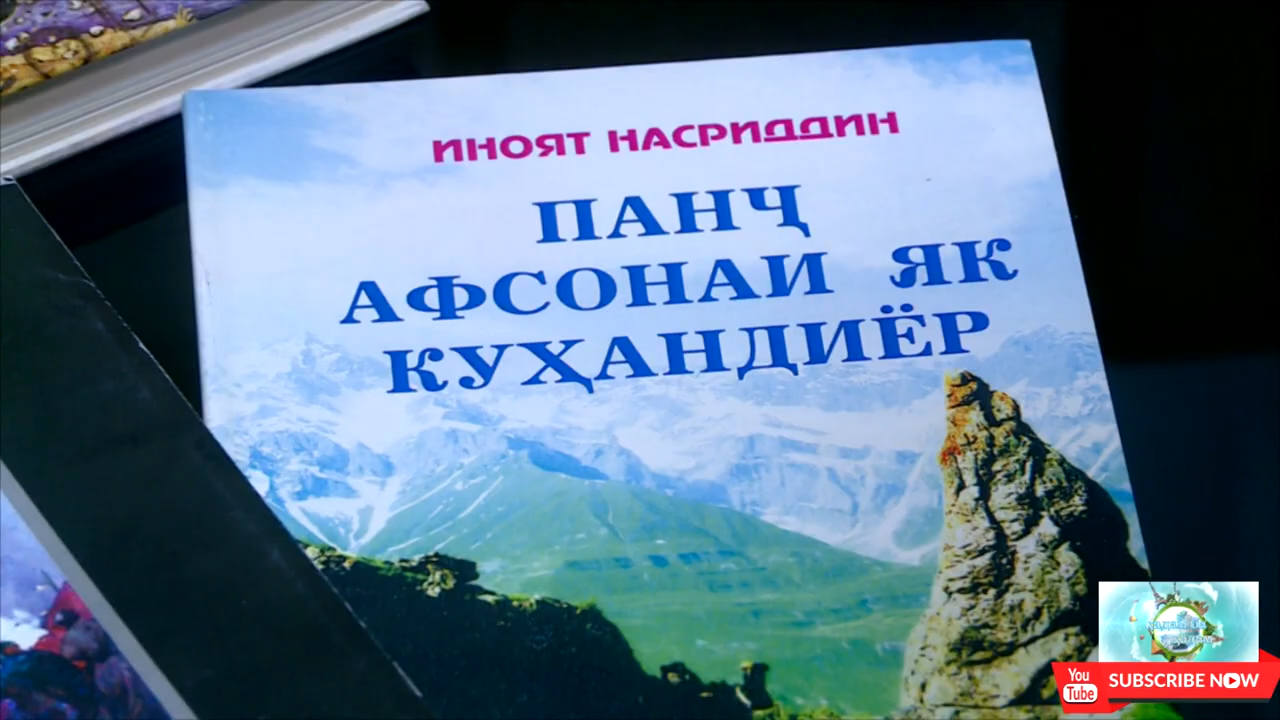 ИНОЯТ НАСРИДДИН
ПАНҶ
АФСОНАИ ЯК
КУҲАНДИЁР
You
Tube
SUBSCRIBE NOW